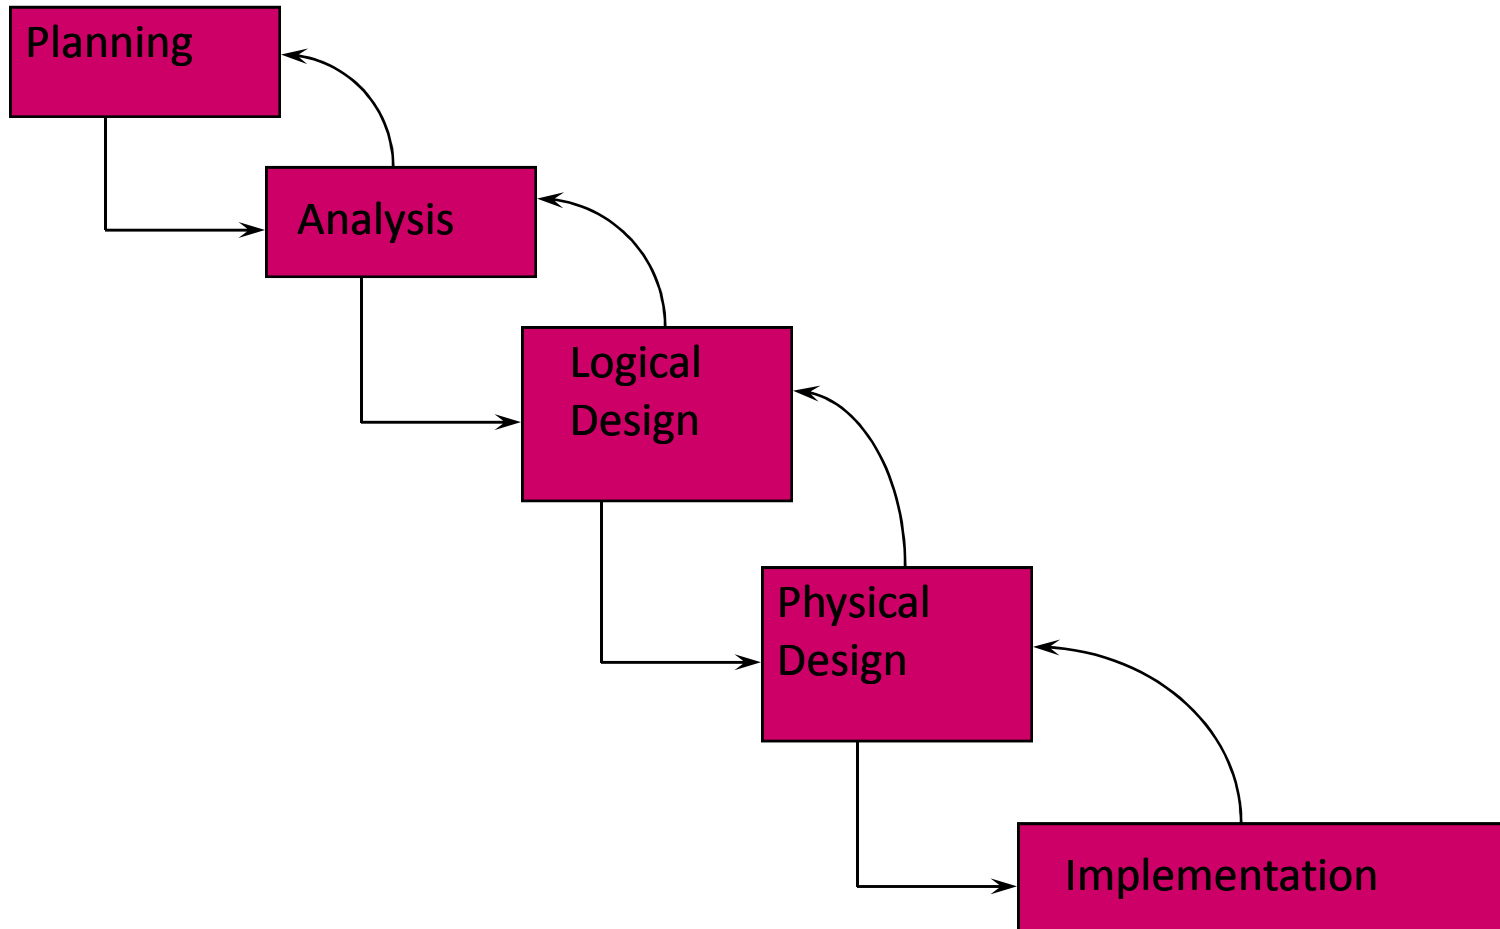 Planning
Analysis
Logical
Design
Physical
Design
Implementation